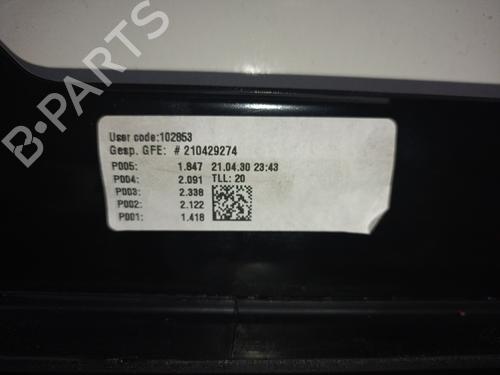 B-PARTS
User code:102853
Gesp. GFE: # 210429274
P005: 1.847 21.04.30 23:43
P004: 2.091 TLL: 20
P003: 2.338
P002: 2.122
P001: 1.418